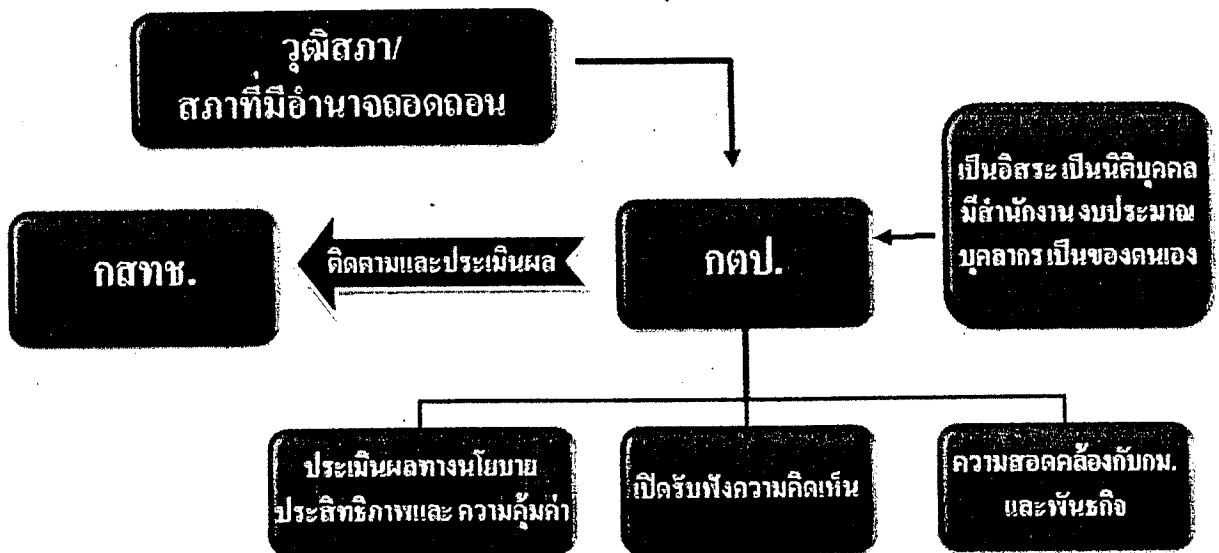 วุฒิสภา/
สภาที่มีอำนาจถอดถอน
เป็นอิสระ เป็นนิติบุคคล
มีสำนักงาน งบประมาณ
บุคลากร เป็นของตนเอง
กสทช.
ติดตามและประเมินผล
กตป.
ประเมินผลทางนโยบาย
ประสิทธิภาพและ ความคุ้มค่า
เปิดรับฟังความคิดเห็น
ความสอดคล้องกับกม.
และพันธกิจ